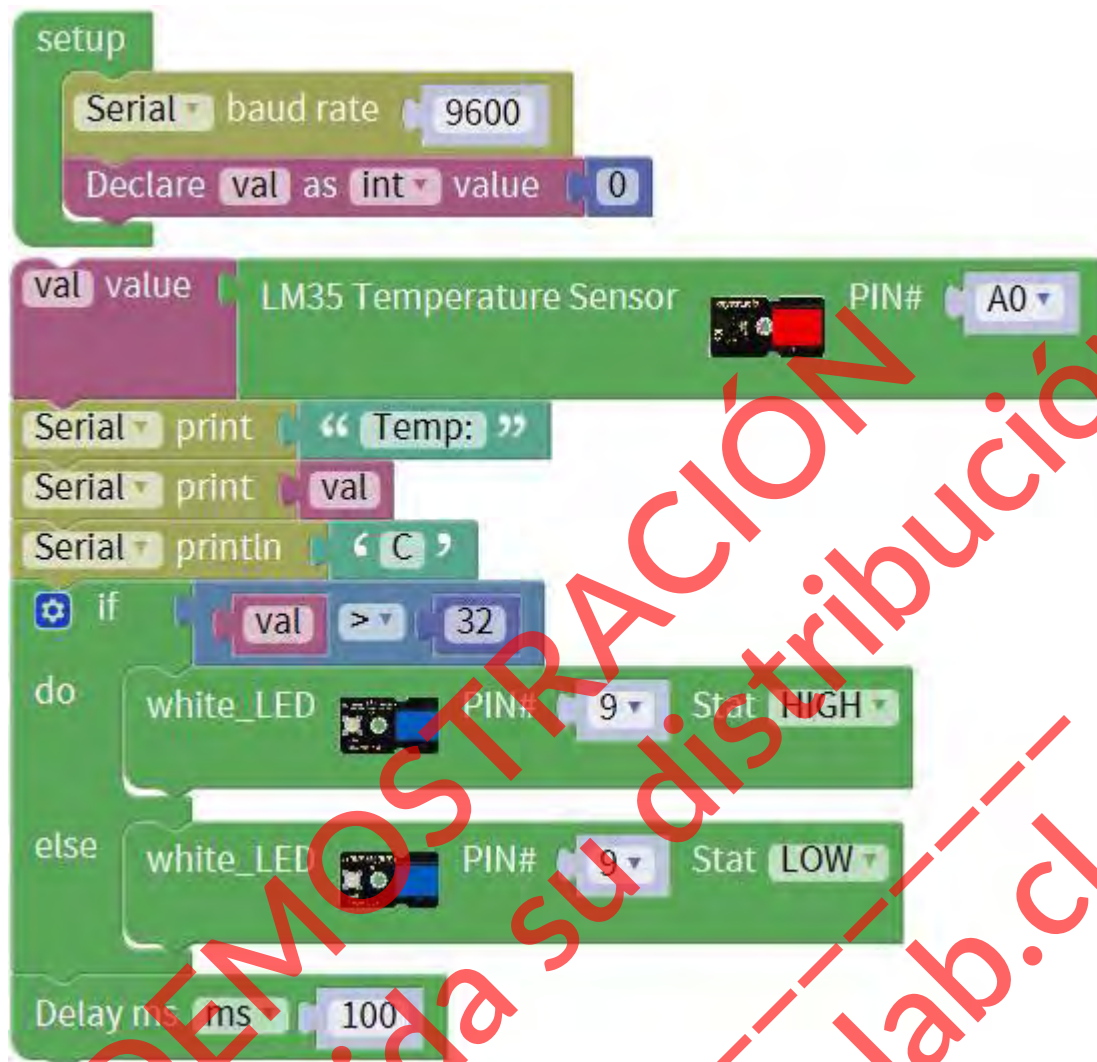 setup
Serial baud rate 9600
Declare val as int value 0
val value LM35 Temperature Sensor PIN# A0
Serial print “ Temp: ”
Serial print val
Serial println ‘ C ’
if val > 32
do white_LED PIN# 9 Stat HIGH
else white_LED PIN# 9 Stat LOW
Delay ms ms 100
DEMOSTRACIÓN
ida su distribución
lab.cl